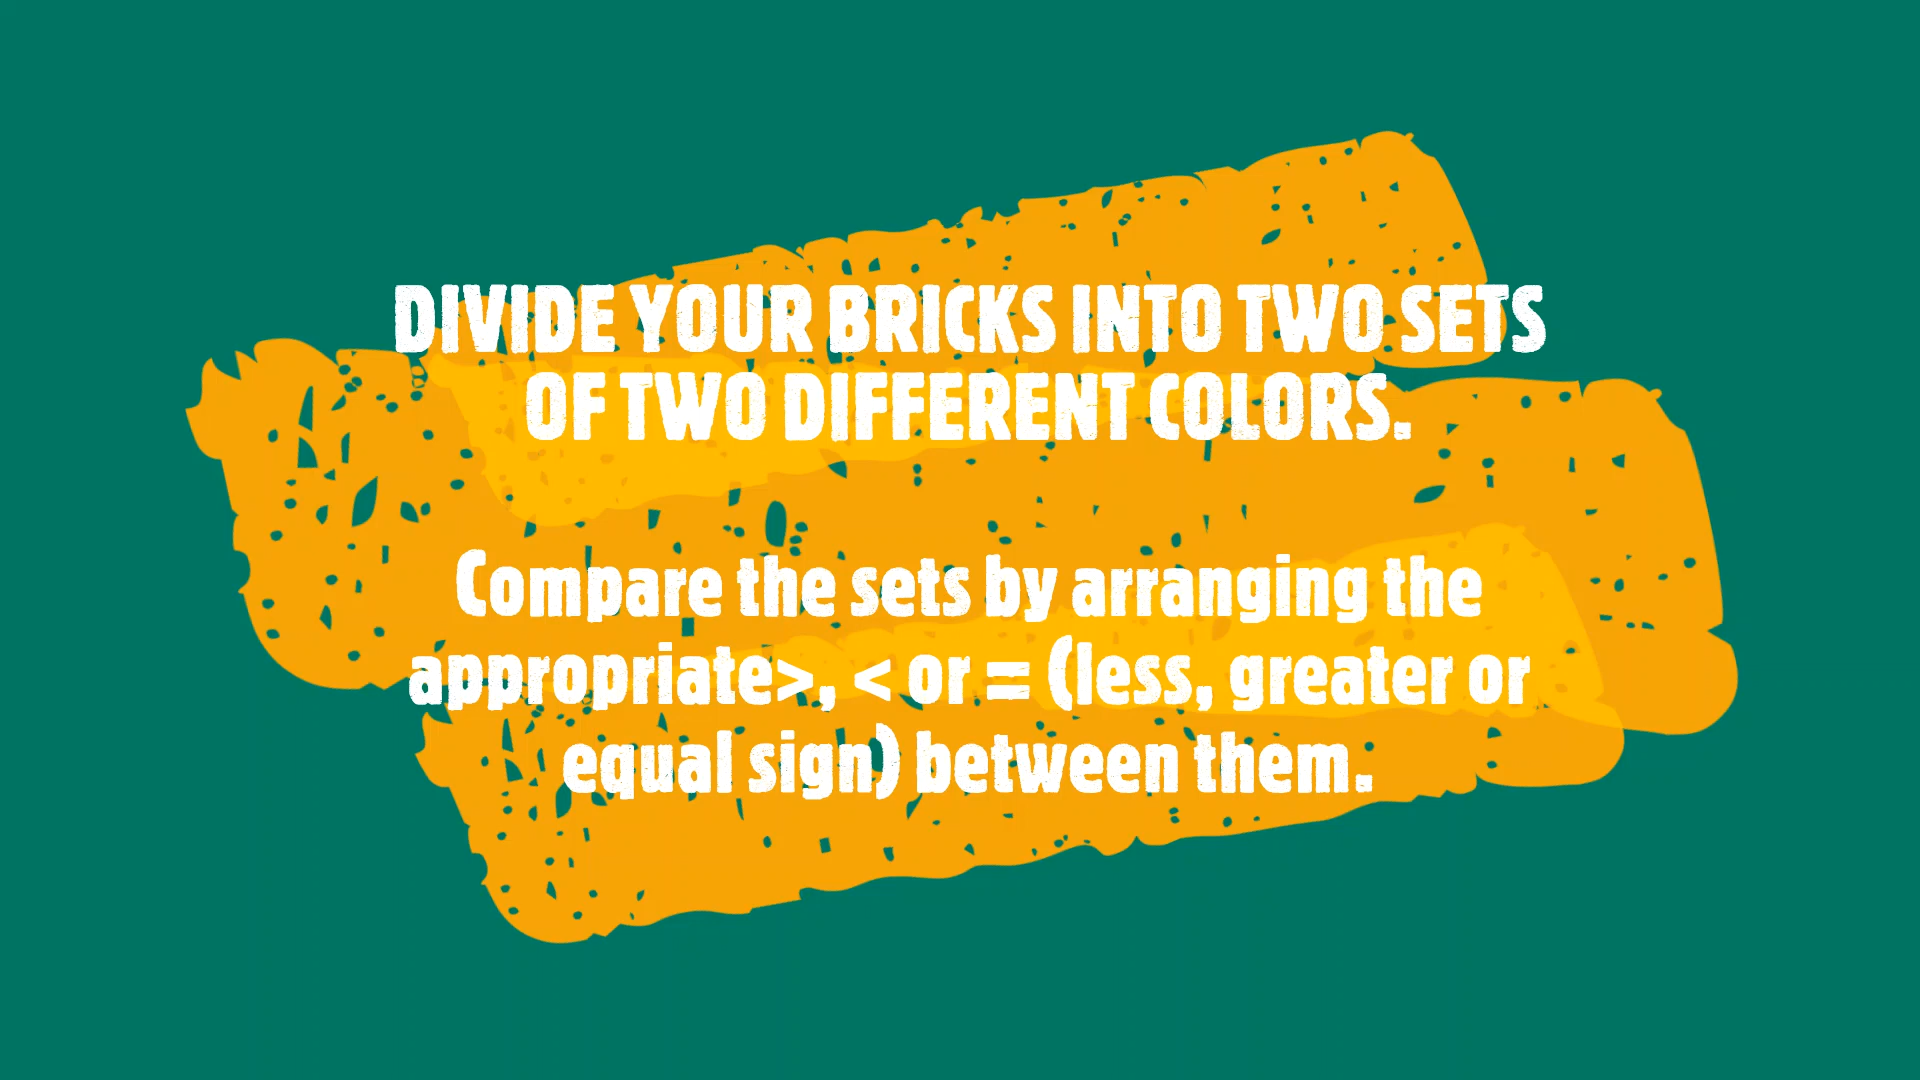 DIVIDE YOUR BRICKS INTO TWO SETS
OF TWO DIFFERENT COLORS.
Compare the sets by arranging the
appropriate>, < or = (less, greater or
equal sign) between them.